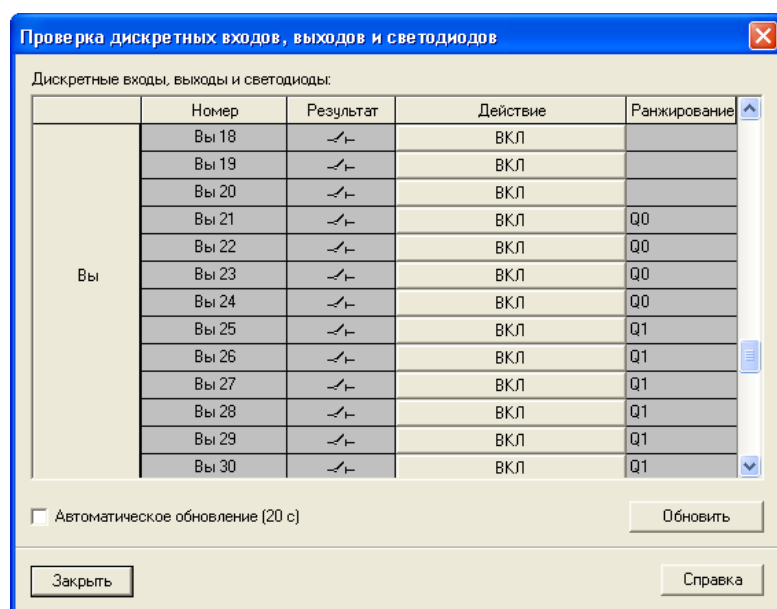 Проверка дискретных входов, выходов и светодиодов
Дискретные входы, выходы и светодиоды:
Номер Результат Действие Ранжирование
Вы 18 ВКЛ
Вы 19 ВКЛ
Вы 20 ВКЛ
Вы 21 ВКЛ Q0
Вы 22 ВКЛ Q0
Вы Вы 23 ВКЛ Q0
Вы 24 ВКЛ Q0
Вы 25 ВКЛ Q1
Вы 26 ВКЛ Q1
Вы 27 ВКЛ Q1
Вы 28 ВКЛ Q1
Вы 29 ВКЛ Q1
Вы 30 ВКЛ Q1
Автоматическое обновление (20 с) Обновить
Закрыть Справка